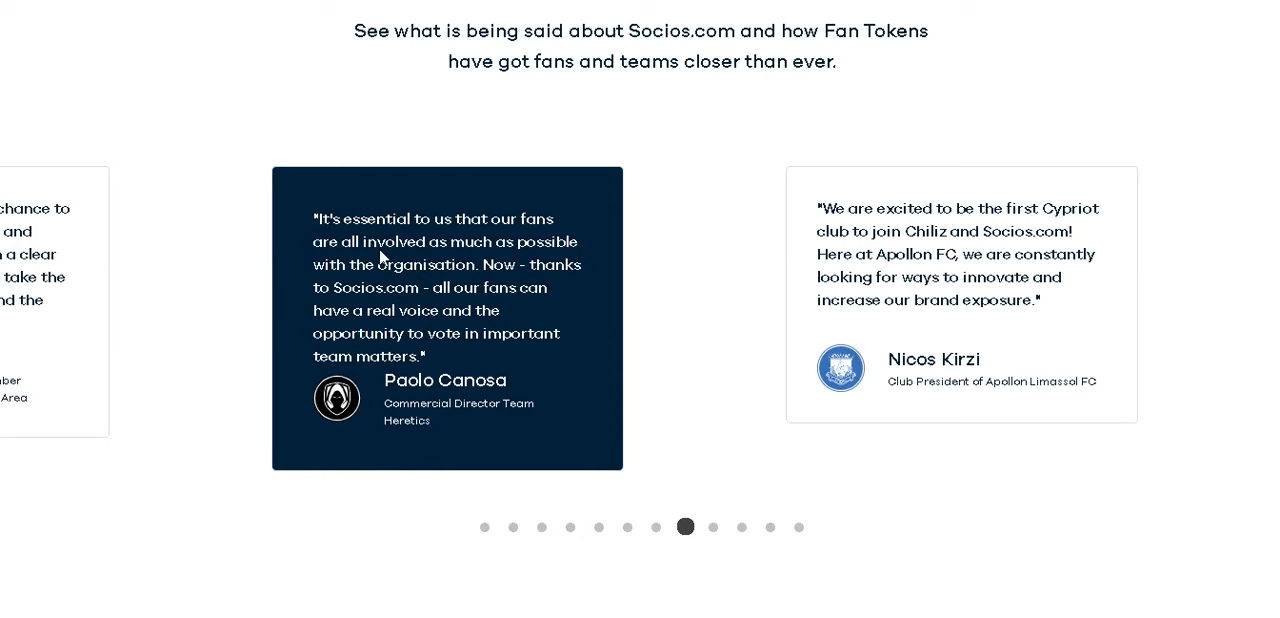 See what is being said about Socios.com and how Fan Tokens
have got fans and teams closer than ever.
chance to
and
a clear
take the
nd the
ber
Area
"It's essential to us that our fans
are all involved as much as possible
with the organisation. Now - thanks
to Socios.com - all our fans can
have a real voice and the
opportunity to vote in important
team matters."
Paolo Canosa
Commercial Director Team
Heretics
"We are excited to be the first Cypriot
club to join Chiliz and Socios.com!
Here at Apollon FC, we are constantly
looking for ways to innovate and
increase our brand exposure."
Nicos Kirzi
Club President of Apollon Limassol FC